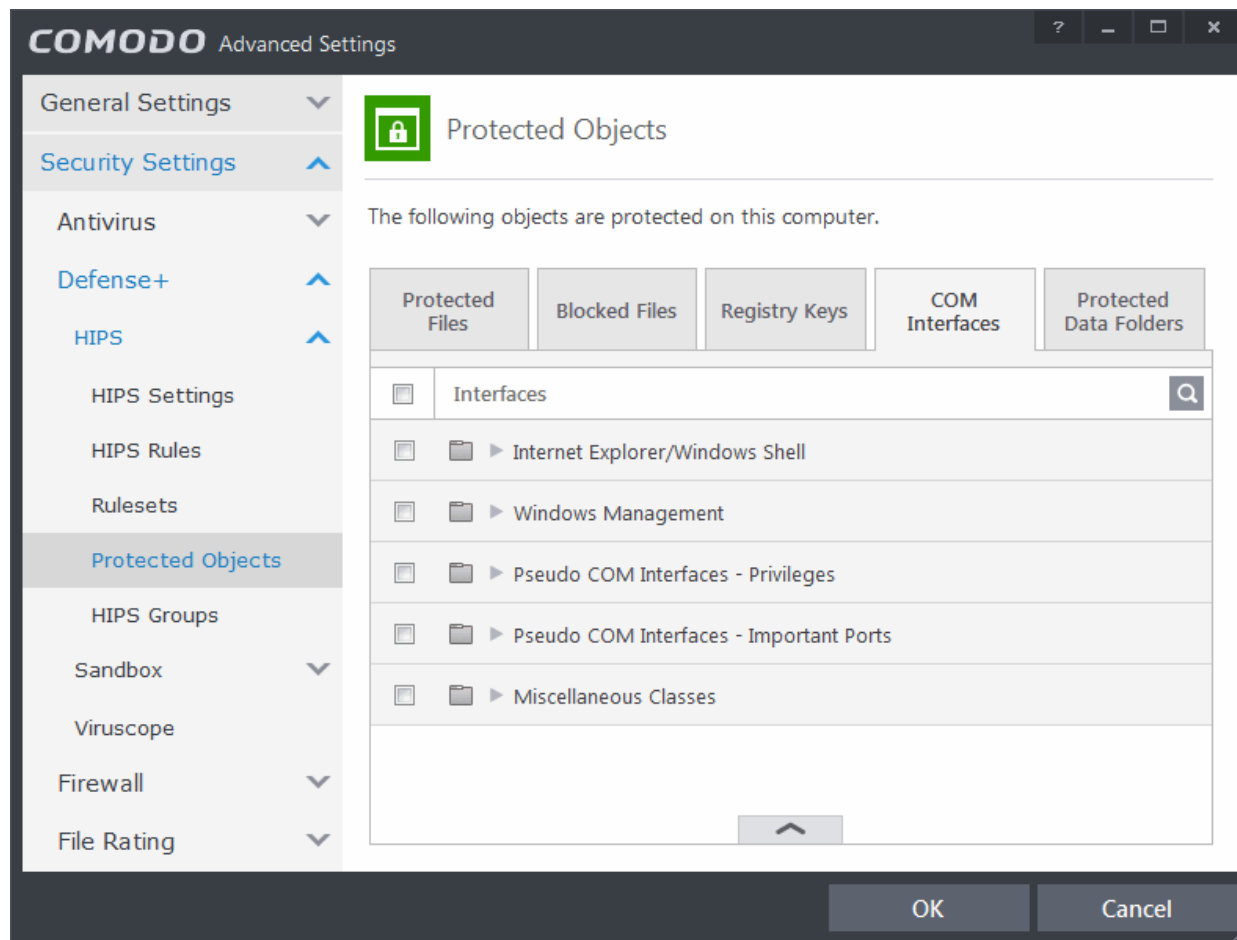 COMODO Advanced Settings
?
General Settings
Security Settings
Antivirus
Defense+
HIPS
HIPS Settings
HIPS Rules
Rulesets
Protected Objects
HIPS Groups
Sandbox
Viruscope
Firewall
File Rating
Protected Objects
The following objects are protected on this computer.
Protected
Files
Blocked Files
Registry Keys
COM
Interfaces
Protected
Data Folders
Interfaces
Internet Explorer/Windows Shell
Windows Management
Pseudo COM Interfaces - Privileges
Pseudo COM Interfaces - Important Ports
Miscellaneous Classes
OK
Cancel